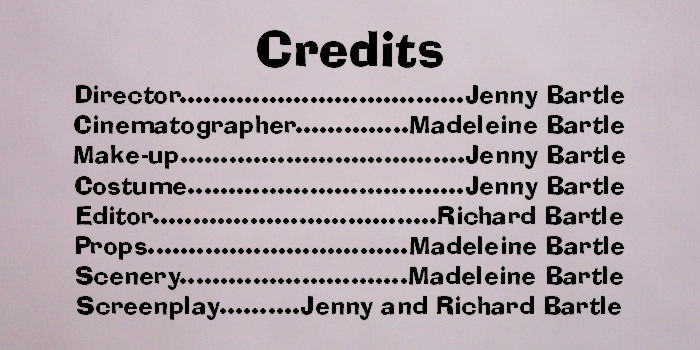 Credits
Director....................................Jenny Bartle
Cinematographer..............Madeleine Bartle
Make-up....................................Jenny Bartle
Costume...................................Jenny Bartle
Editor....................................Richard Bartle
Props.................................Madeleine Bartle
Scenery.............................Madeleine Bartle
Screenplay..........Jenny and Richard Bartle